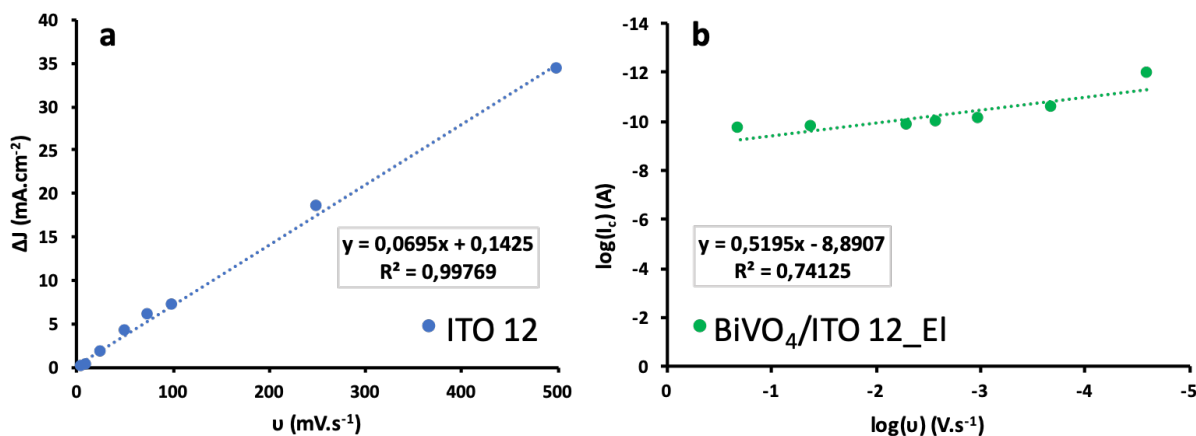 a
40
35
30
25
20
15
10
5
0
ΔJ (mA.cm⁻²)
y = 0,0695x + 0,1425
R² = 0,99769
ITO 12
0 100 200 300 400 500
υ (mV.s⁻¹)
b
-14
-12
-10
-8
-6
-4
-2
0
log(I꜀) (A)
y = 0,5195x - 8,8907
R² = 0,74125
BiVO₄/ITO 12_El
0 -1 -2 -3 -4 -5
log(υ) (V.s⁻¹)